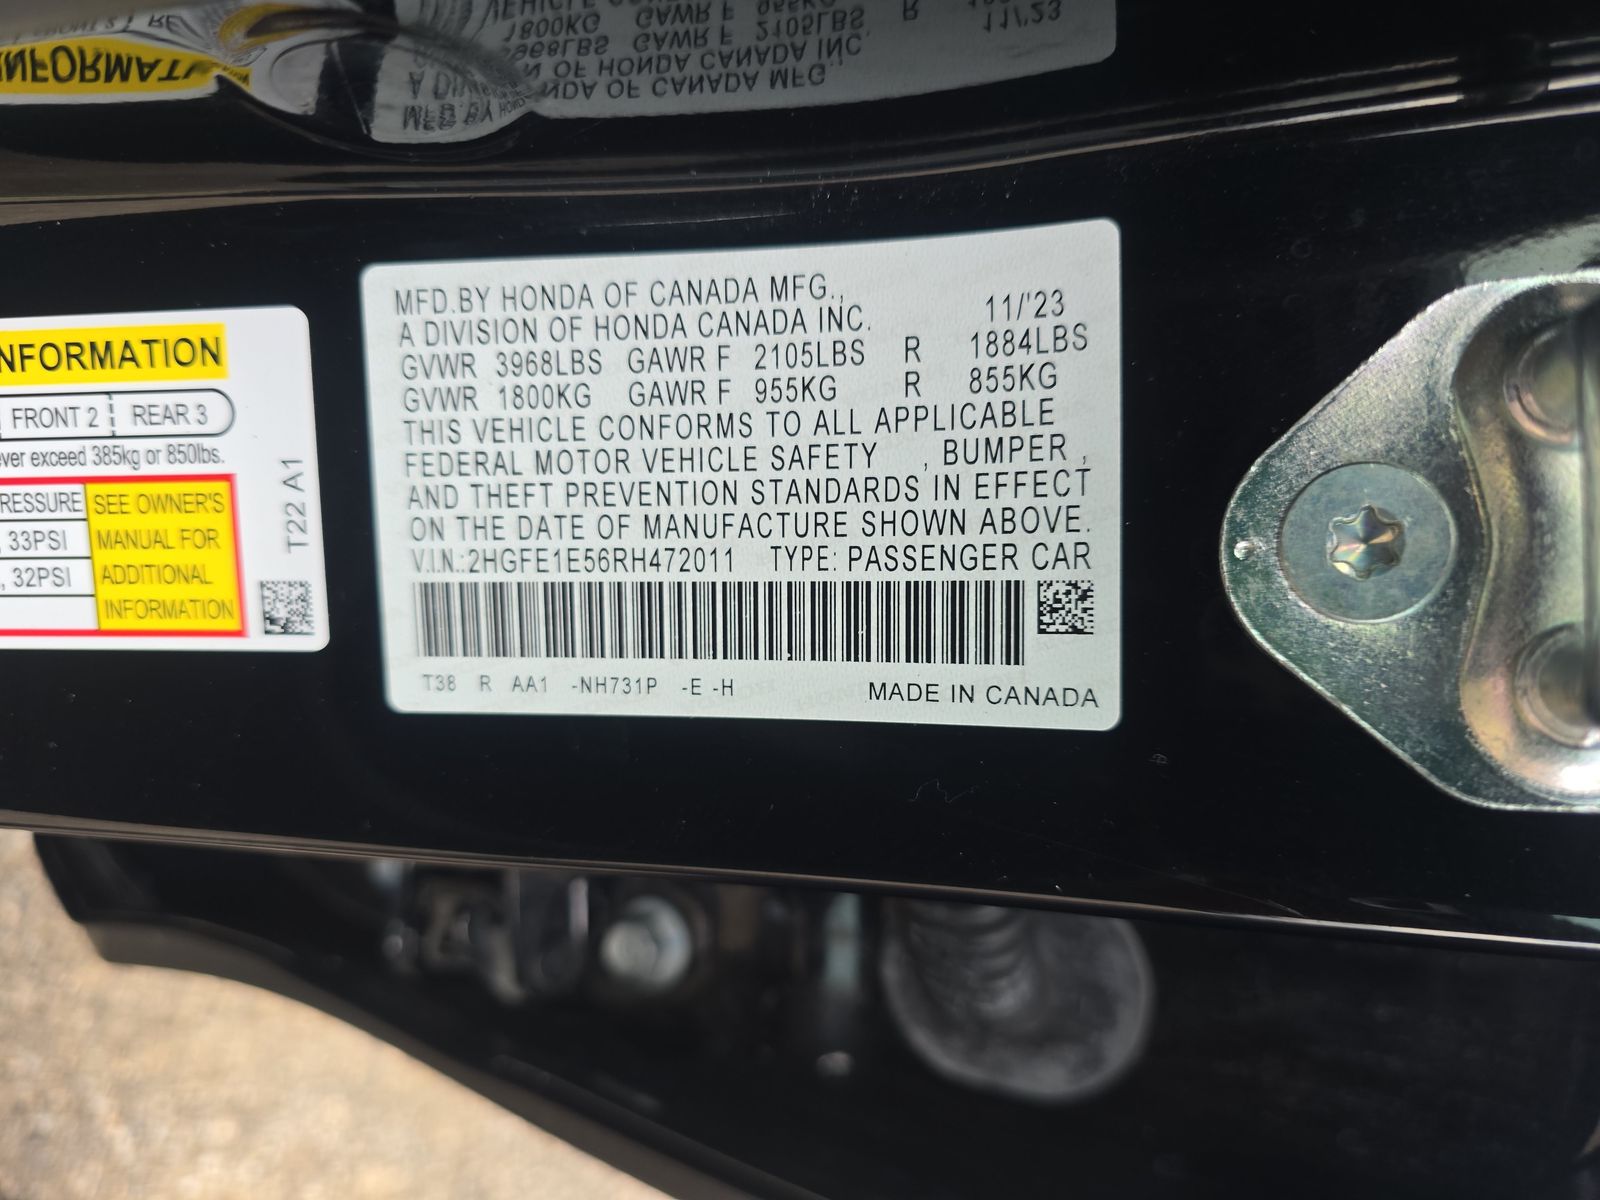 INFORMATION
FRONT 2 REAR 3
ever exceed 385kg or 850lbs.
RESSURE SEE OWNER'S
, 33PSI MANUAL FOR
, 32PSI ADDITIONAL
INFORMATION
T22 A1
MFD.BY HONDA OF CANADA MFG.,
A DIVISION OF HONDA CANADA INC. 11/'23
GVWR 3968LBS GAWR F 2105LBS R 1884LBS
GVWR 1800KG GAWR F 955KG R 855KG
THIS VEHICLE CONFORMS TO ALL APPLICABLE
FEDERAL MOTOR VEHICLE SAFETY , BUMPER ,
AND THEFT PREVENTION STANDARDS IN EFFECT
ON THE DATE OF MANUFACTURE SHOWN ABOVE.
V.I.N.:2HGFE1E56RH472011 TYPE: PASSENGER CAR
T38 R AA1 -NH731P -E -H MADE IN CANADA